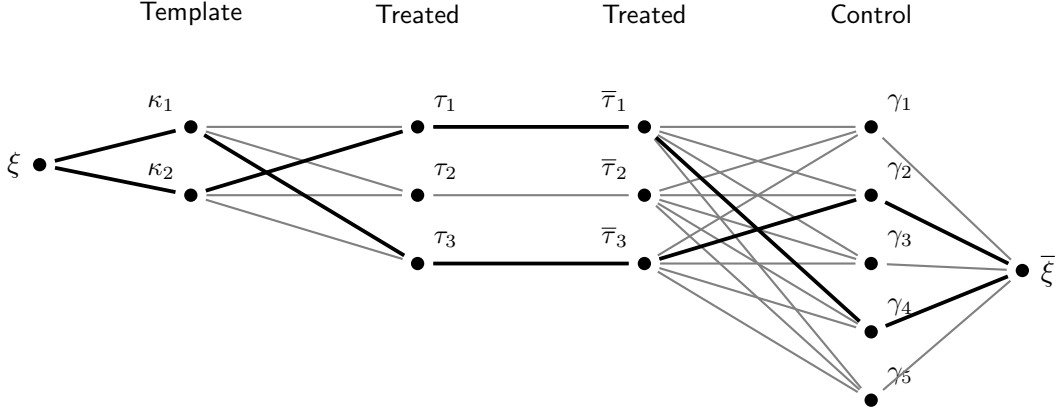 Template Treated Treated Control
κ₁ τ₁ τ̅₁ γ₁
ξ κ₂ τ₂ τ̅₂ γ₂
τ₃ τ̅₃ γ₃ ξ̅
γ₄
γ₅